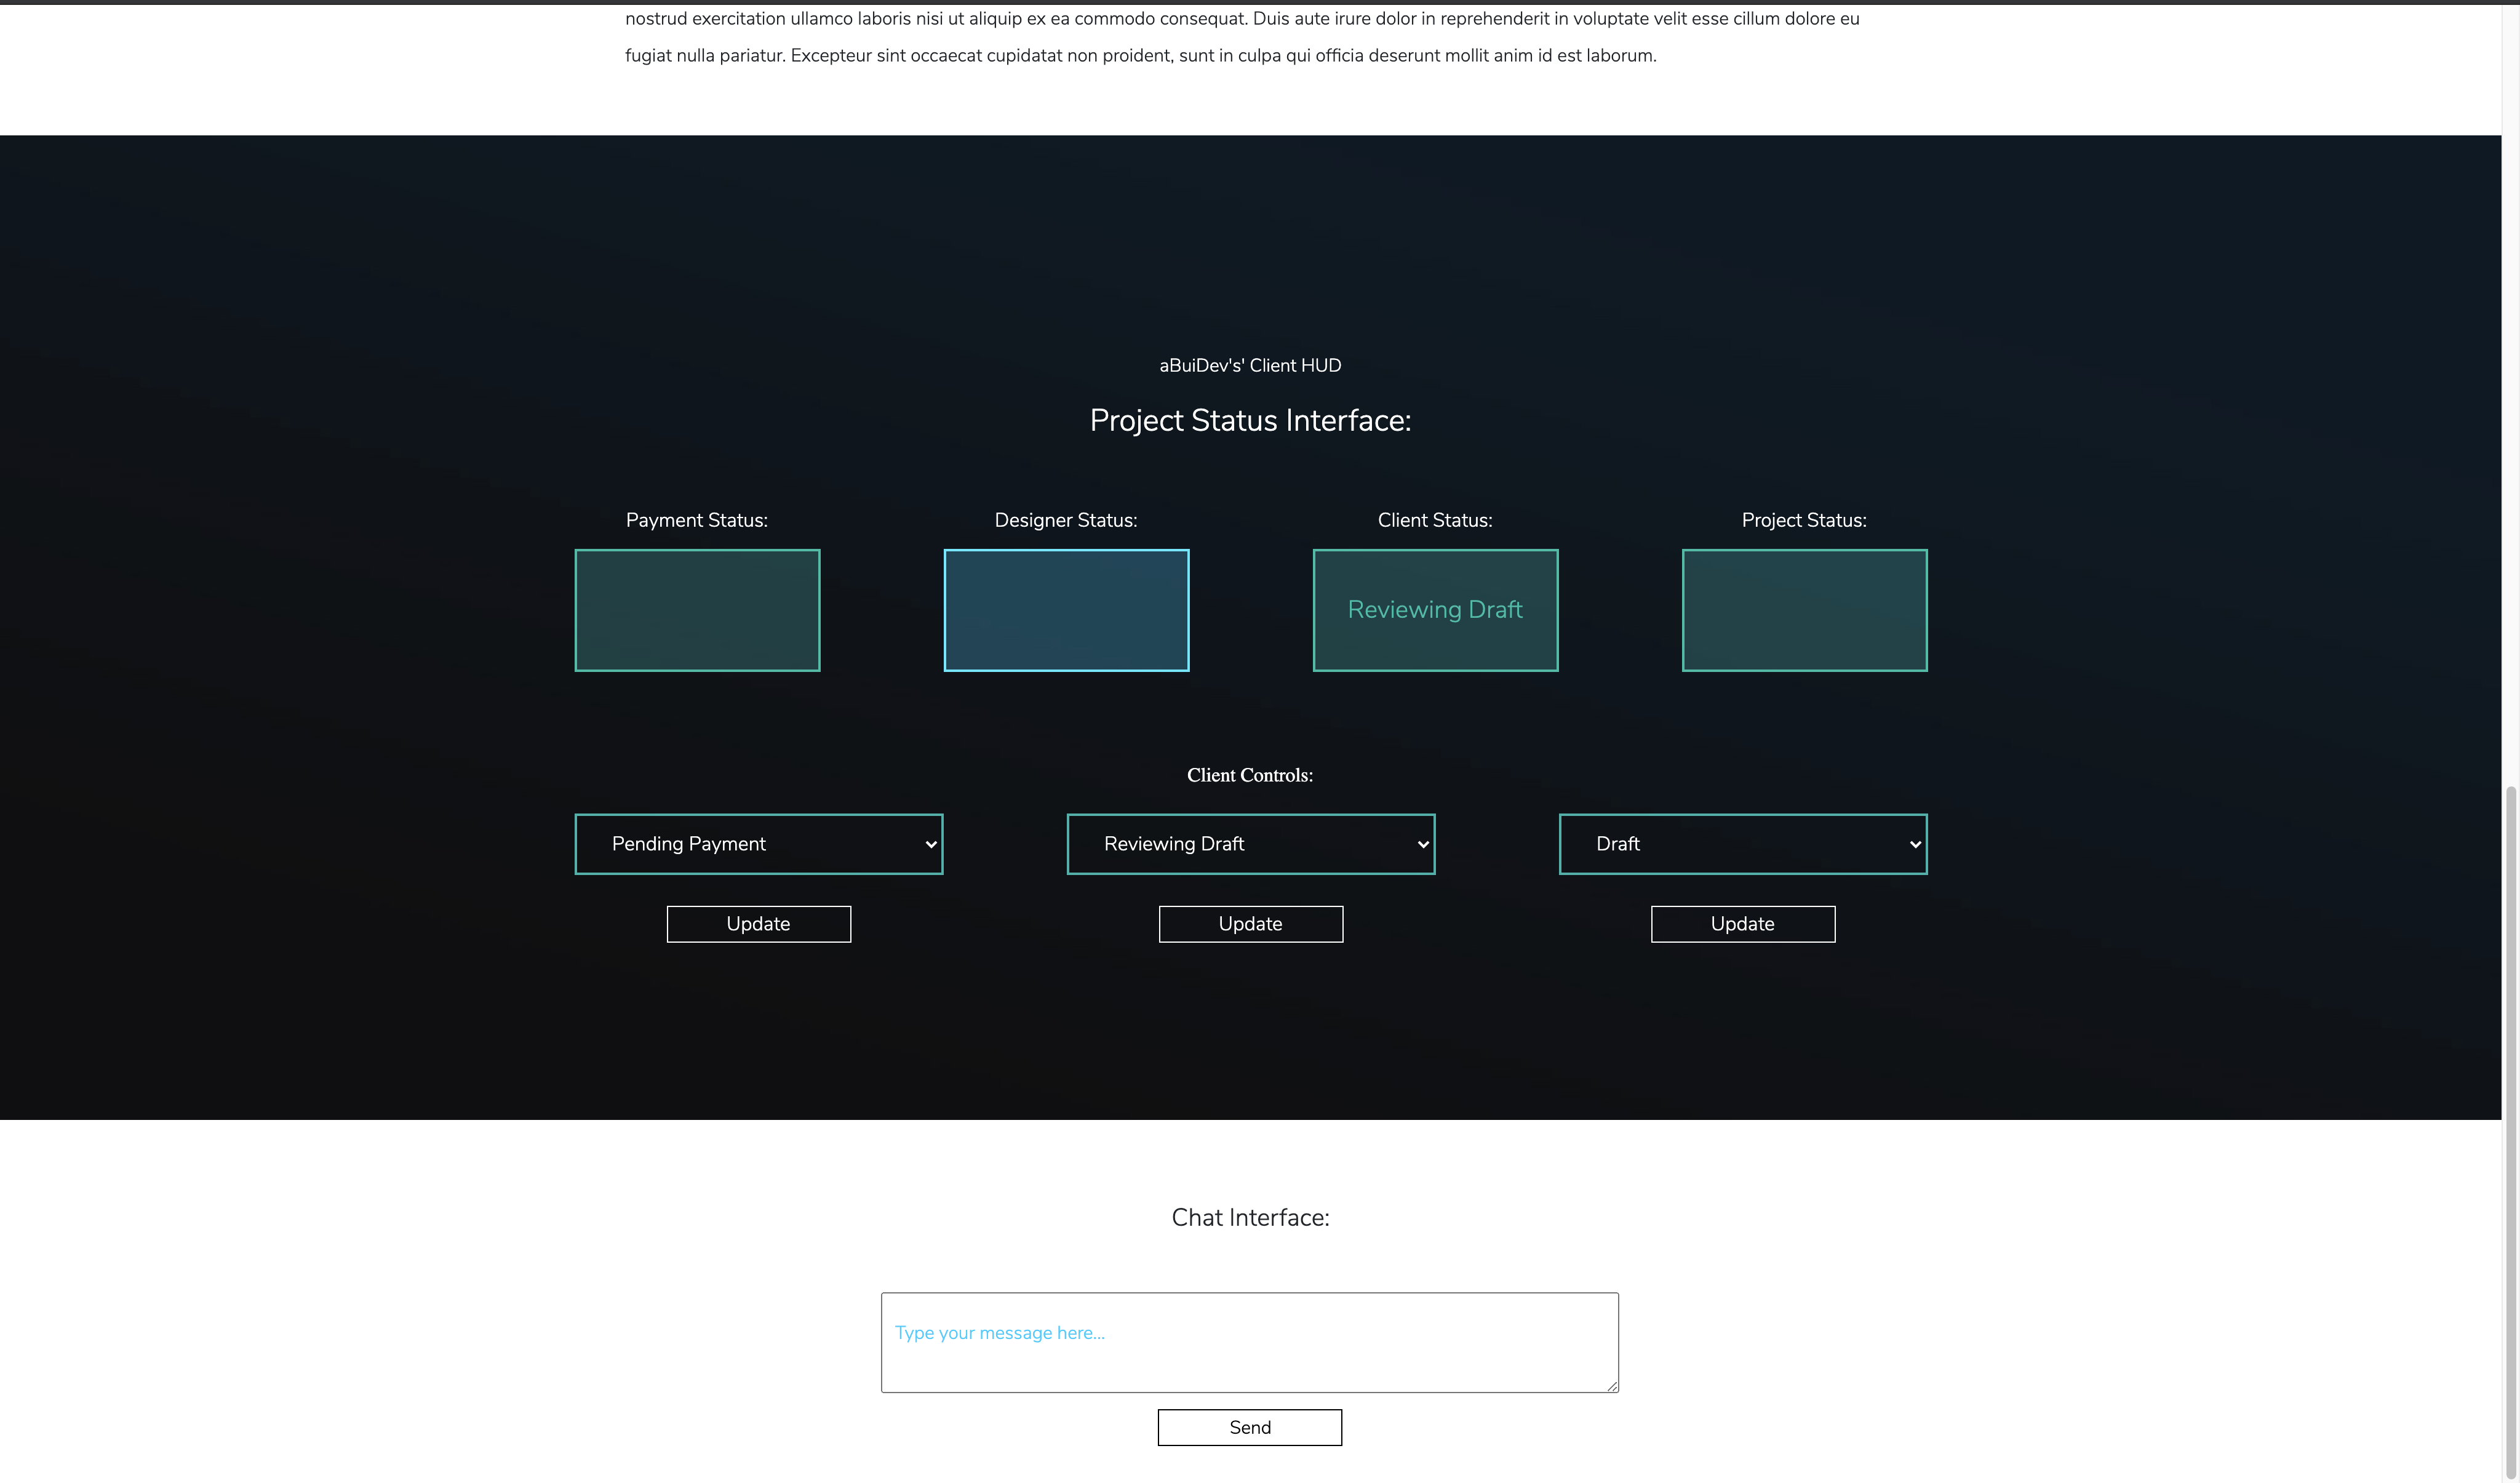 nostrud exercitation ullamco laboris nisi ut aliquip ex ea commodo consequat. Duis aute irure dolor in reprehenderit in voluptate velit esse cillum dolore eu
fugiat nulla pariatur. Excepteur sint occaecat cupidatat non proident, sunt in culpa qui officia deserunt mollit anim id est laborum.
aBuiDev's' Client HUD
Project Status Interface:
Payment Status: Designer Status: Client Status: Project Status:
Reviewing Draft
Client Controls:
Pending Payment Reviewing Draft Draft
Update Update Update
Chat Interface:
Type your message here...
Send